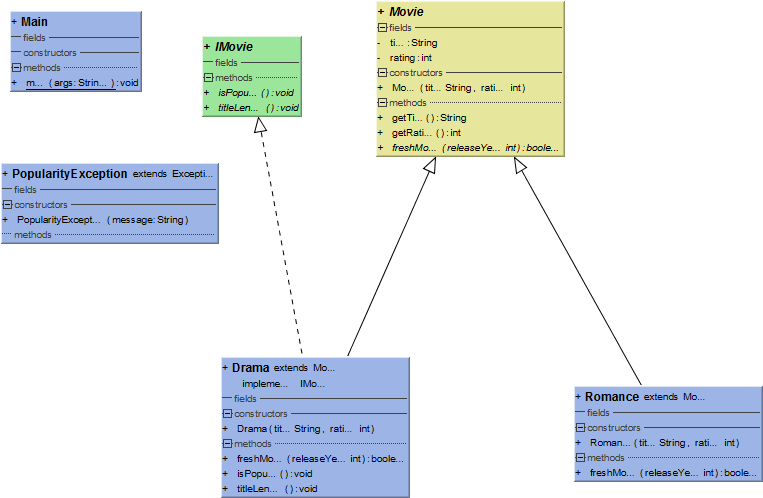 + Main
fields
constructors
methods
+ m... (args: Strin... ): void
+ IMovie
fields
methods
+ isPopu... (): void
+ titleLen... (): void
+ Movie
fields
- ti... : String
- rating: int
constructors
+ Mo... (tit... String, rati... int)
methods
+ getTi... (): String
+ getRati... (): int
+ freshMo... (releaseYe... int): boole...
+ PopularityException extends Excepti...
fields
constructors
+ PopularityExcept... (message: String)
methods
+ Drama extends Mo...
impleme... IMo...
fields
constructors
+ Drama(tit... String, rati... int)
methods
+ freshMo... (releaseYe... int): boole...
+ isPopu... (): void
+ titleLen... (): void
+ Romance extends Mo...
fields
constructors
+ Roman... (tit... String, rati... int)
methods
+ freshMo... (releaseYe... int): boole...